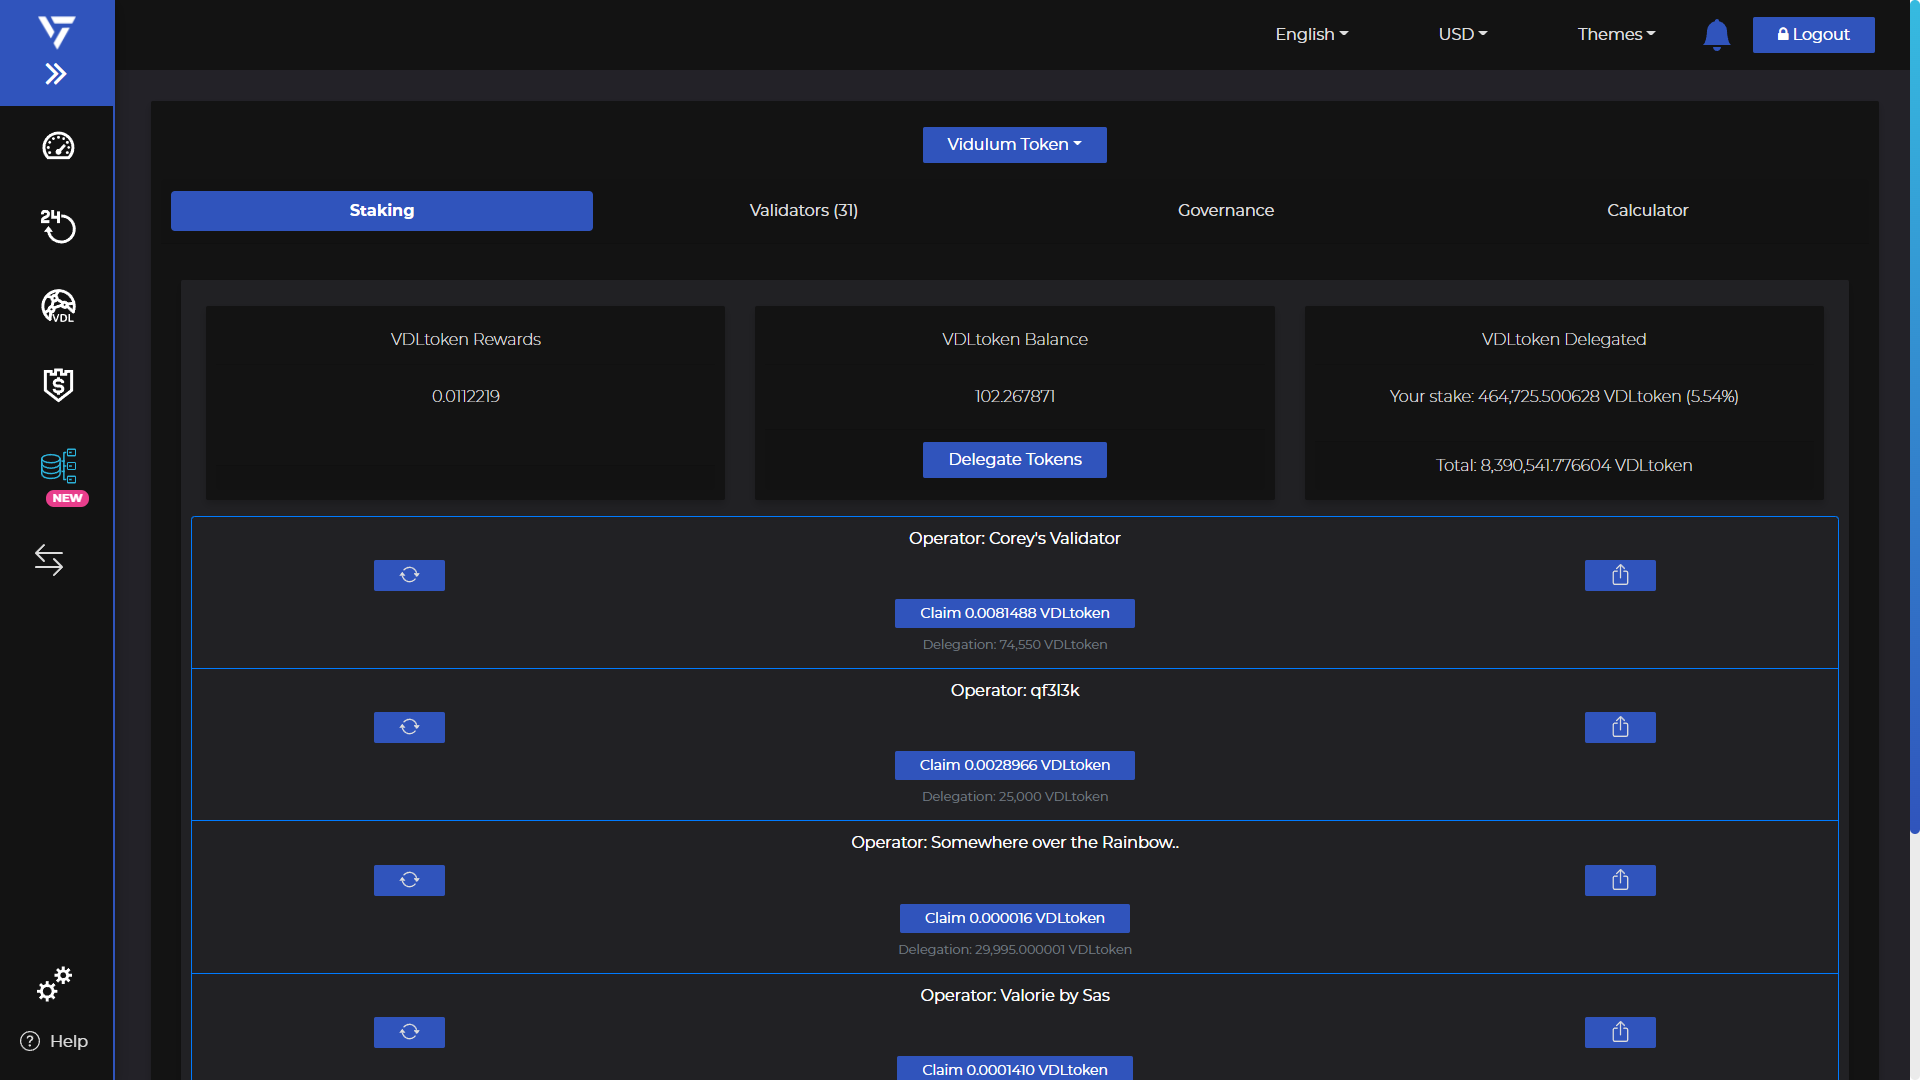 English
USD
Themes
Logout
Vidulum Token
Staking
Validators (31)
Governance
Calculator
24
VDL
NEW
VDLtoken Rewards
0.0112219
VDLtoken Balance
102.267871
Delegate Tokens
VDLtoken Delegated
Your stake: 464,725.500628 VDLtoken (5.54%)
Total: 8,390,541.776604 VDLtoken
Operator: Corey's Validator
Claim 0.0081488 VDLtoken
Delegation: 74,550 VDLtoken
Operator: qf3l3k
Claim 0.0028966 VDLtoken
Delegation: 25,000 VDLtoken
Operator: Somewhere over the Rainbow..
Claim 0.000016 VDLtoken
Delegation: 29,995.000001 VDLtoken
Operator: Valorie by Sas
Claim 0.0001410 VDLtoken
Help